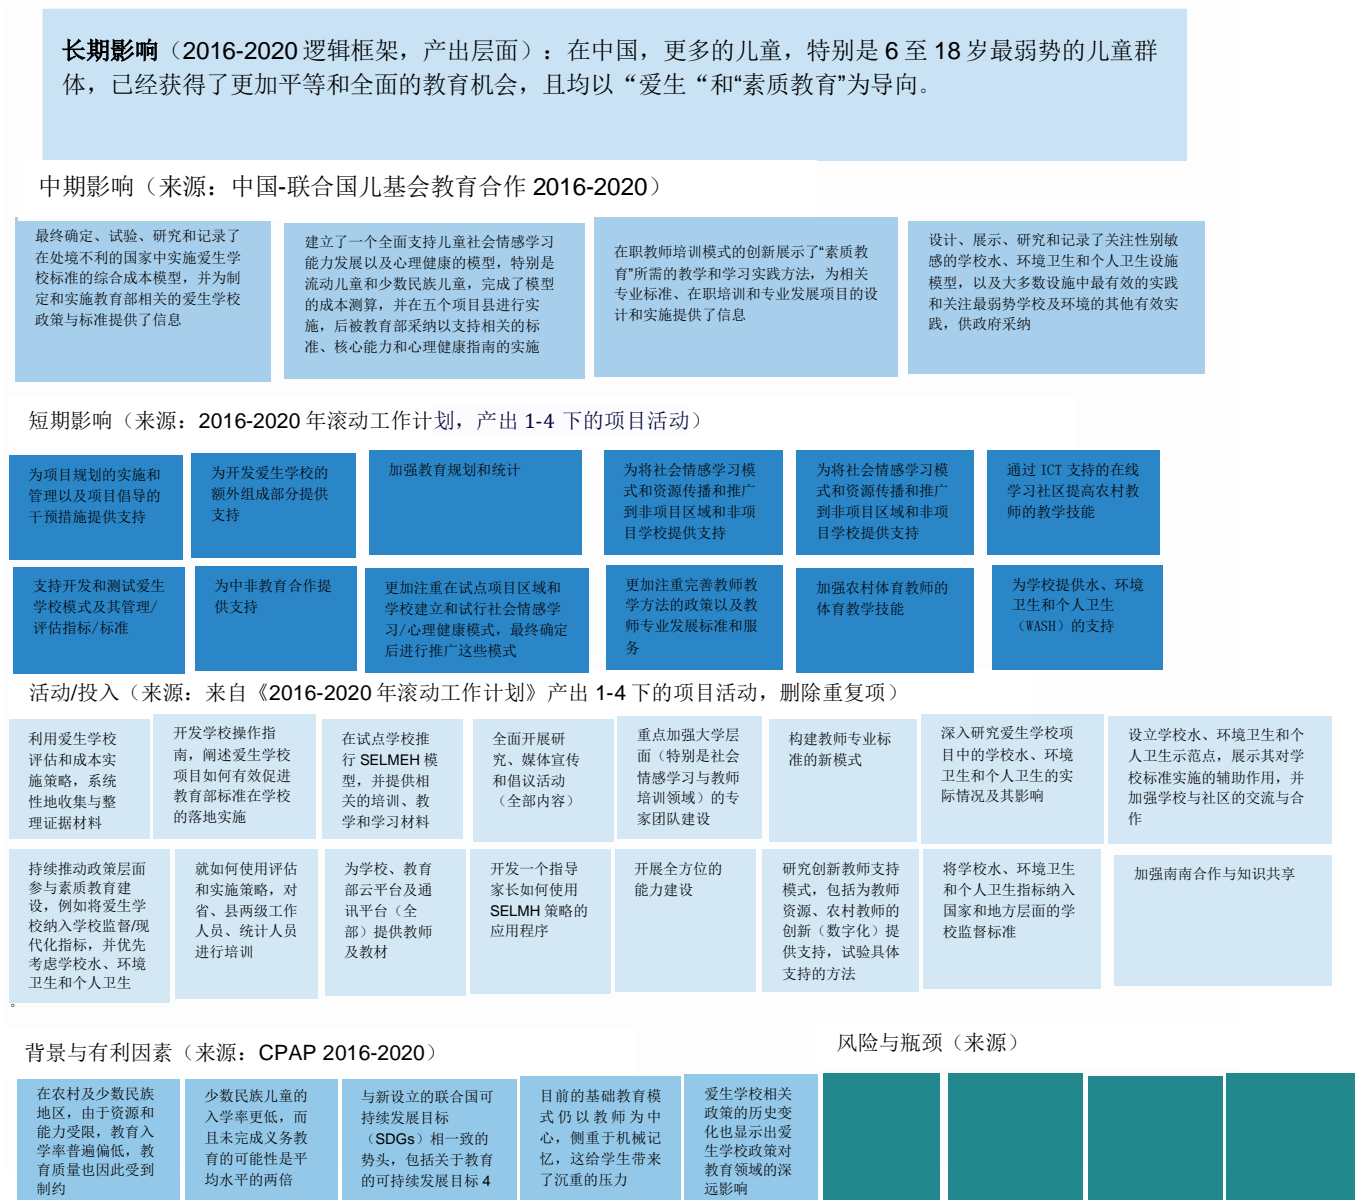 长期影响（2016-2020 逻辑框架，产出层面）：在中国，更多的儿童，特别是 6 至 18 岁最弱势的儿童群
体，已经获得了更加平等和全面的教育机会，且均以“爱生“和“素质教育”为导向。
中期影响（来源：中国-联合国儿基会教育合作 2016-2020）
最终确定、试验、研究和记录了
在处境不利的国家中实施爱生学
校标准的综合成本模型，并为制
定和实施教育部相关的爱生学校
政策与标准提供了信息
建立了一个全面支持儿童社会情感学习
能力发展以及心理健康的模型，特别是
流动儿童和少数民族儿童，完成了模型
的成本测算，并在五个项目县进行实
施，后被教育部采纳以支持相关的标
准、核心能力和心理健康指南的实施
在职教师培训模式的创新展示了“素质教
育”所需的教学和学习实践方法，为相关
专业标准、在职培训和专业发展项目的设
计和实施提供了信息
设计、展示、研究和记录了关注性别敏
感的学校水、环境卫生和个人卫生设施
模型，以及大多数设施中最有效的实践
和关注最弱势学校及环境的其他有效实
践，供政府采纳
短期影响（来源：2016-2020 年滚动工作计划，产出 1-4 下的项目活动）
为项目规划的实施和
管理以及项目倡导的
干预措施提供支持
为开发爱生学校的
额外组成部分提供
支持
加强教育规划和统计
为将社会情感学习模
式和资源传播和推广
到非项目区域和非项
目学校提供支持
为将社会情感学习模
式和资源传播和推广
到非项目区域和非项
目学校提供支持
通过 ICT 支持的在线
学习社区提高农村教
师的教学技能
支持开发和测试爱生
学校模式及其管理/
评估指标/标准
为中非教育合作提
供支持
更加注重在试点项目区域和
学校建立和试行社会情感学
习/心理健康模式，最终确定
后进行推广这些模式
更加注重完善教师教
学方法的政策以及教
师专业发展标准和服
务
加强农村体育教师的
体育教学技能
为学校提供水、环境
卫生和个人卫生
（WASH）的支持
活动/投入（来源：来自《2016-2020 年滚动工作计划》产出 1-4 下的项目活动，删除重复项）
利用爱生学校
评估和成本实
施策略，系统
性地收集与整
理证据材料
开发学校操作指
南，阐述爱生学校
项目如何有效促进
教育部标准在学校
的落地实施
在试点学校推
行 SELMEH 模
型，并提供相
关的培训、教
学和学习材料
全面开展研
究、媒体宣传
和倡议活动
（全部内容）
重点加强大学层
面（特别是社会
情感学习与教师
培训领域）的专
家团队建设
构建教师专业标
准的新模式
深入研究爱生学校项
目中的学校水、环境
卫生和个人卫生的实
际情况及其影响
设立学校水、环境卫生和个
人卫生示范点，展示其对学
校标准实施的辅助作用，并
加强学校与社区的交流与合
作
持续推动政策层面
参与素质教育建
设，例如将爱生学
校纳入学校监督/现
代化指标，并优先
考虑学校水、环境
卫生和个人卫生
。
就如何使用评估
和实施策略，对
省、县两级工作
人员、统计人员
进行培训
为学校、教育
部云平台及通
讯平台（全
部）提供教师
及教材
开发一个指导
家长如何使用
SELMH 策略的
应用程序
开展全方位的
能力建设
研究创新教师支持
模式，包括为教师
资源、农村教师的
创新（数字化）提
供支持，试验具体
支持的方法
将学校水、环境卫生
和个人卫生指标纳入
国家和地方层面的学
校监督标准
加强南南合作与知识共享
背景与有利因素（来源：CPAP 2016-2020）
风险与瓶颈（来源）
在农村及少数民族
地区，由于资源和
能力受限，教育入
学率普遍偏低，教
育质量也因此受到
制约
少数民族儿童的
入学率更低，而
且未完成义务教
育的可能性是平
均水平的两倍
与新设立的联合国可
持续发展目标
（SDGs）相一致的
势头，包括关于教育
的可持续发展目标 4
目前的基础教育模
式仍以教师为中
心，侧重于机械记
忆，这给学生带来
了沉重的压力
爱生学校相关
政策的历史变
化也显示出爱
生学校政策对
教育领域的深
远影响